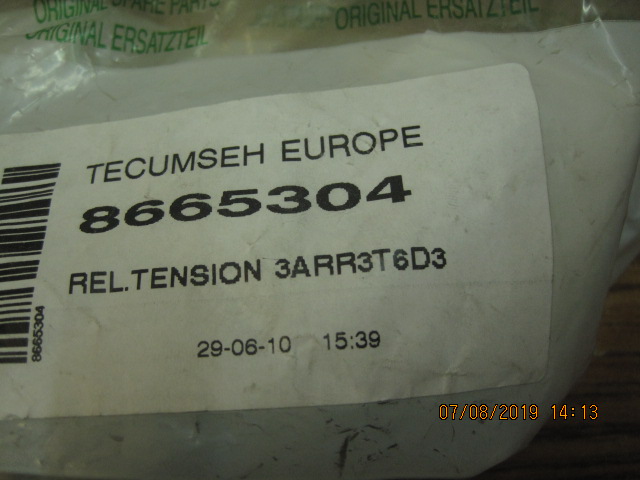 ORIGINAL SPARE PARTS
ORIGINAL ERSATZTEIL
ORIGINAL ERSATZTEIL
TECUMSEH EUROPE
8665304
REL.TENSION 3ARR3T6D3
29-06-10 15:39
8665304
07/08/2019 14:13